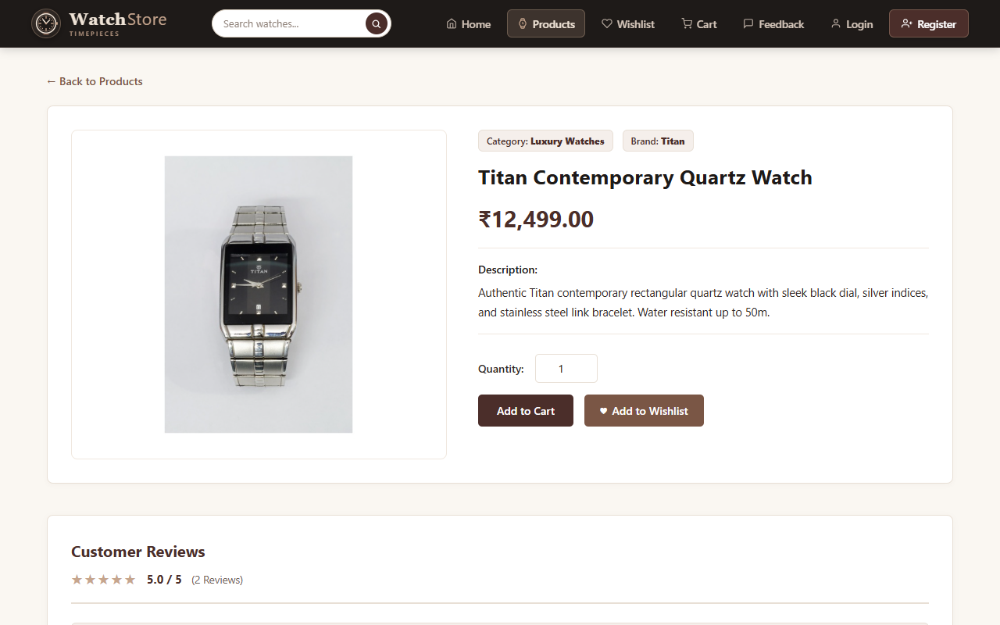 WatchStore
TIMEPIECES
Search watches...
Home
Products
Wishlist
Cart
Feedback
Login
Register
← Back to Products
TITAN
Category: Luxury Watches
Brand: Titan
Titan Contemporary Quartz Watch
₹12,499.00
Description:
Authentic Titan contemporary rectangular quartz watch with sleek black dial, silver indices,
and stainless steel link bracelet. Water resistant up to 50m.
Quantity: 1
Add to Cart
♥ Add to Wishlist
Customer Reviews
★★★★★ 5.0 / 5 (2 Reviews)